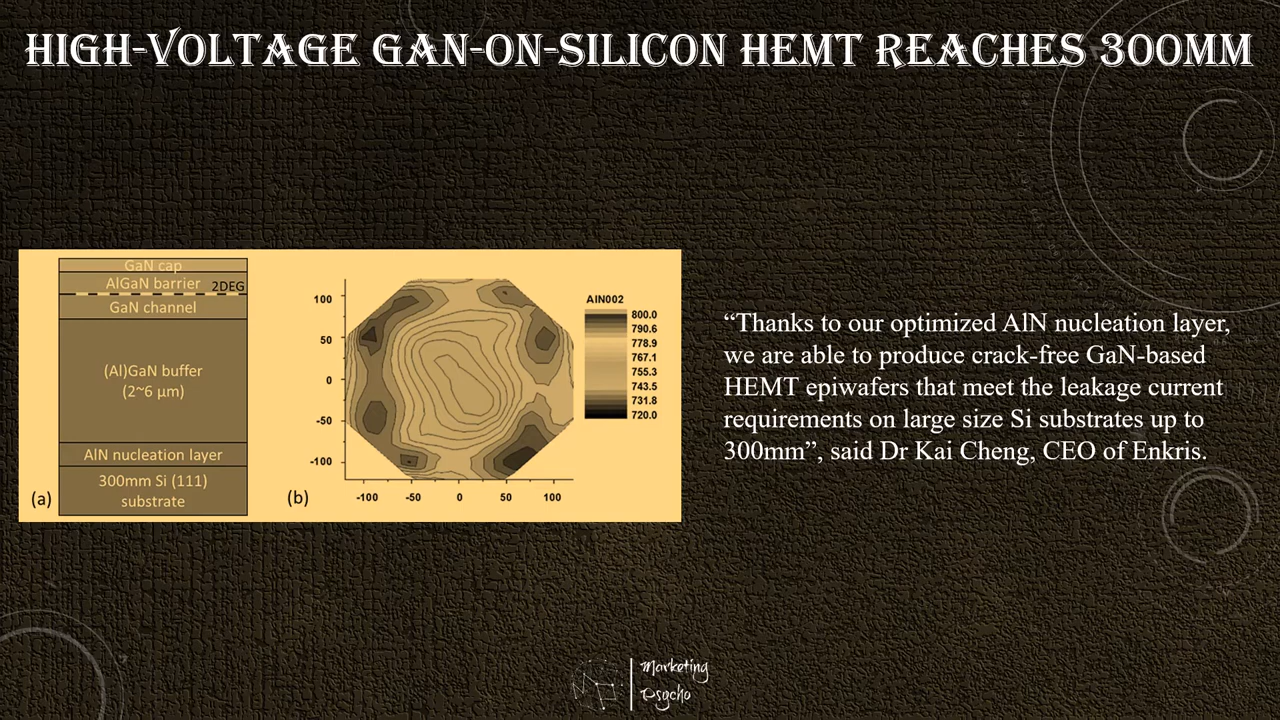 HIGH-VOLTAGE GAN-ON-SILICON HEMT REACHES 300MM
GaN cap
AlGaN barrier
2DEG
GaN channel
(Al)GaN buffer
(2~6 µm)
AlN nucleation layer
300mm Si (111)
substrate
(a)
100
50
0
-50
-100
-100 -50 0 50 100
(b)
AlN002
800.0
790.6
778.9
767.1
755.3
743.5
731.8
720.0
“Thanks to our optimized AlN nucleation layer,
we are able to produce crack-free GaN-based
HEMT epiwafers that meet the leakage current
requirements on large size Si substrates up to
300mm”, said Dr Kai Cheng, CEO of Enkris.
Marketing
Psycho